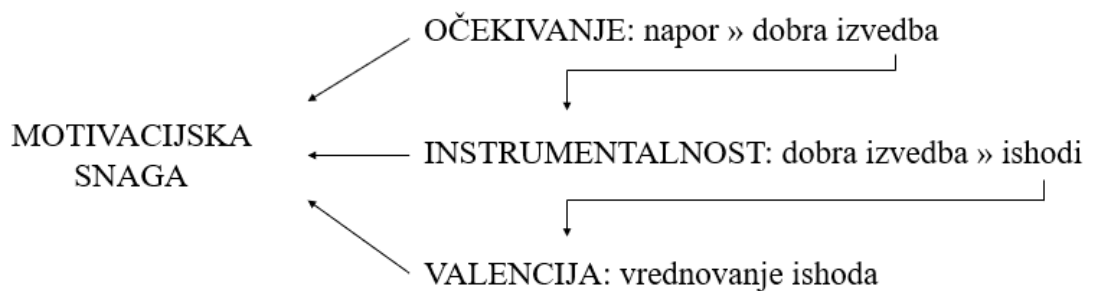 OČEKIVANJE: napor » dobra izvedba
MOTIVACIJSKA
SNAGA
INSTRUMENTALNOST: dobra izvedba » ishodi
VALENCIJA: vrednovanje ishoda